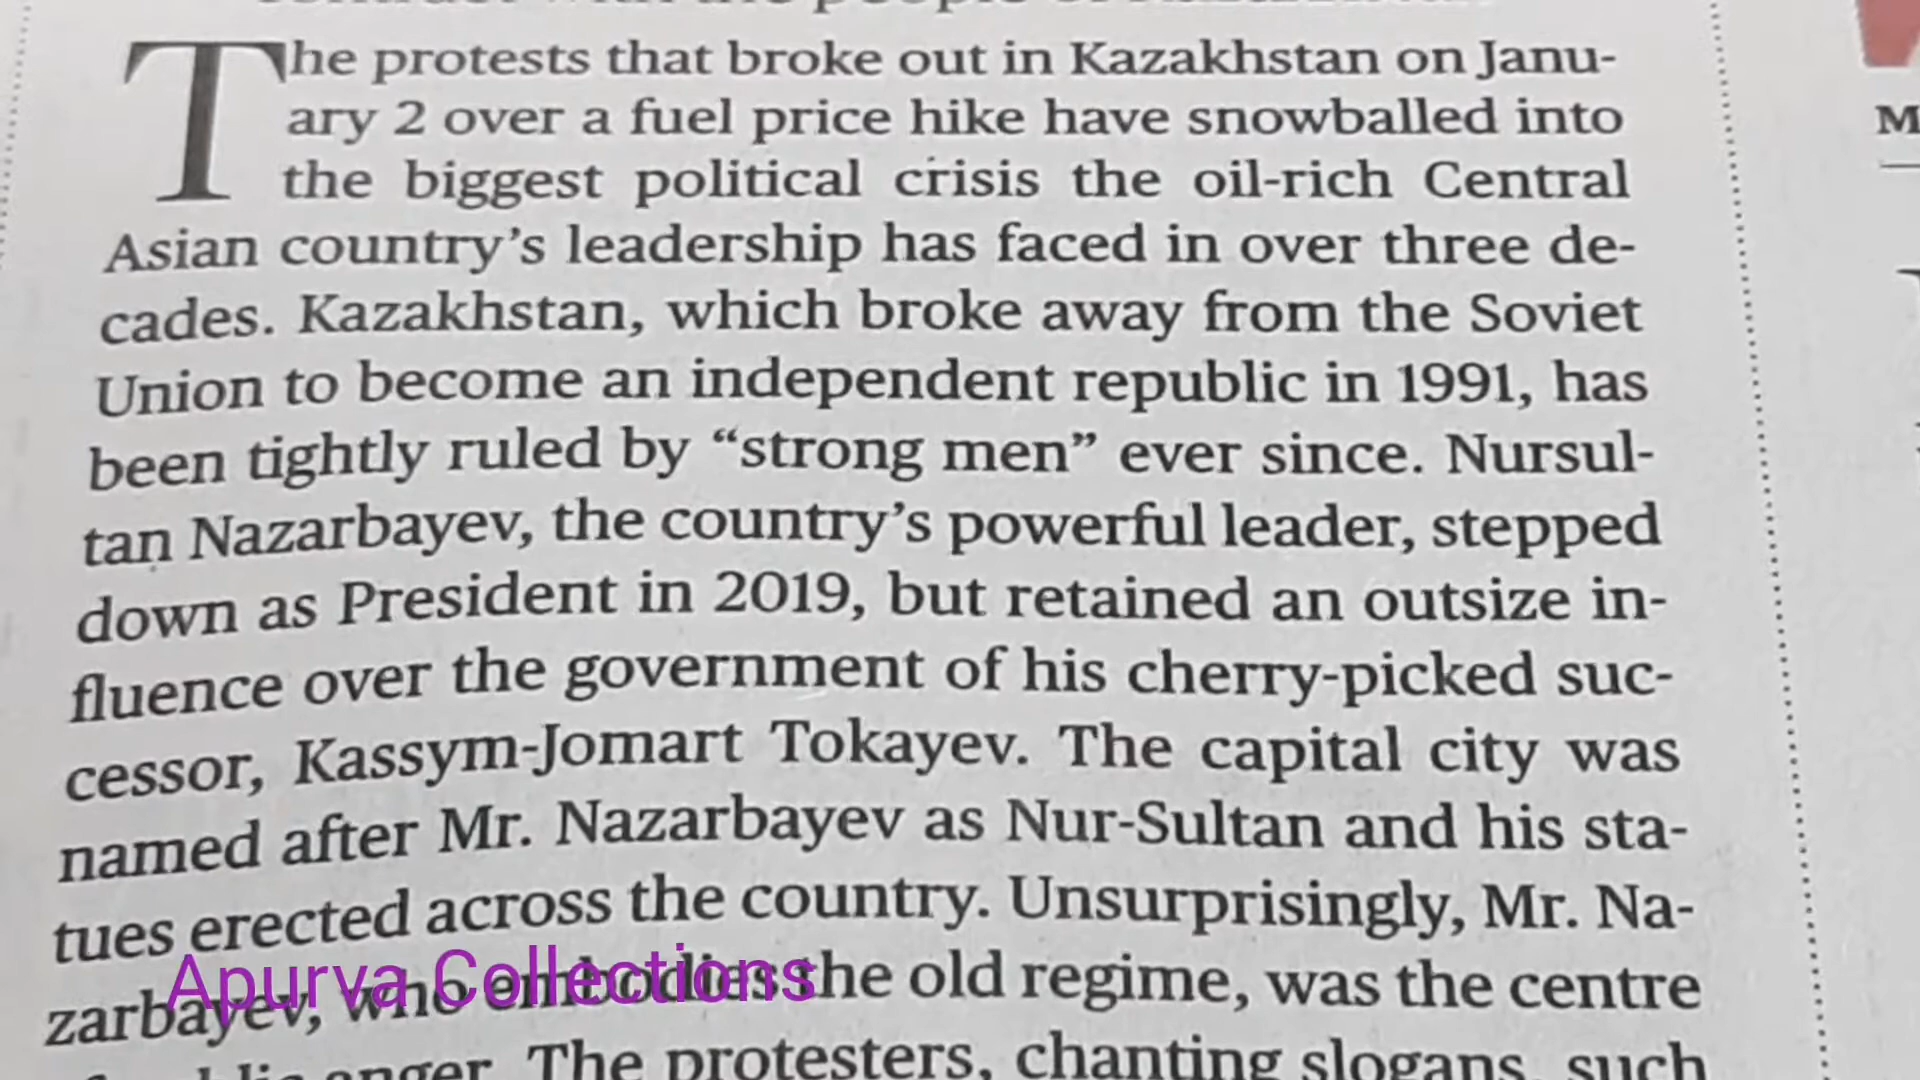 The protests that broke out in Kazakhstan on Janu-
ary 2 over a fuel price hike have snowballed into
the biggest political crisis the oil-rich Central
Asian country’s leadership has faced in over three de-
cades. Kazakhstan, which broke away from the Soviet
Union to become an independent republic in 1991, has
been tightly ruled by “strong men” ever since. Nursul-
tan Nazarbayev, the country’s powerful leader, stepped
down as President in 2019, but retained an outsize in-
fluence over the government of his cherry-picked suc-
cessor, Kassym-Jomart Tokayev. The capital city was
named after Mr. Nazarbayev as Nur-Sultan and his sta-
tues erected across the country. Unsurprisingly, Mr. Na-
zarbayev, who embodies the old regime, was the centre
anger. The protesters, chanting slogans, such
Apurva Collections
M